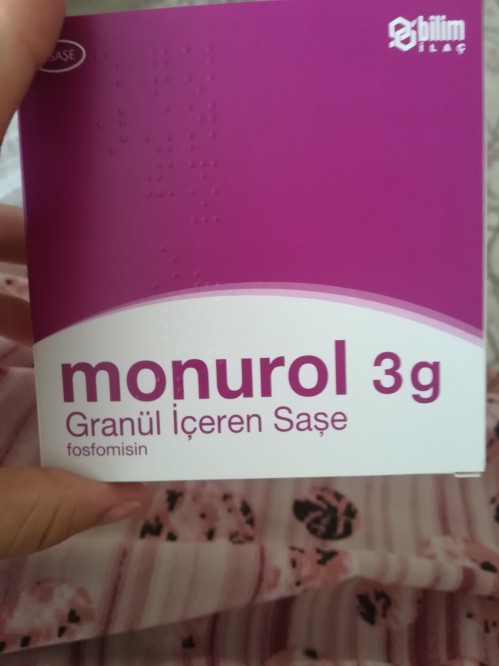 SAŞE
bilim
İLAÇ
monurol 3g
Granül İçeren Saşe
fosfomisin